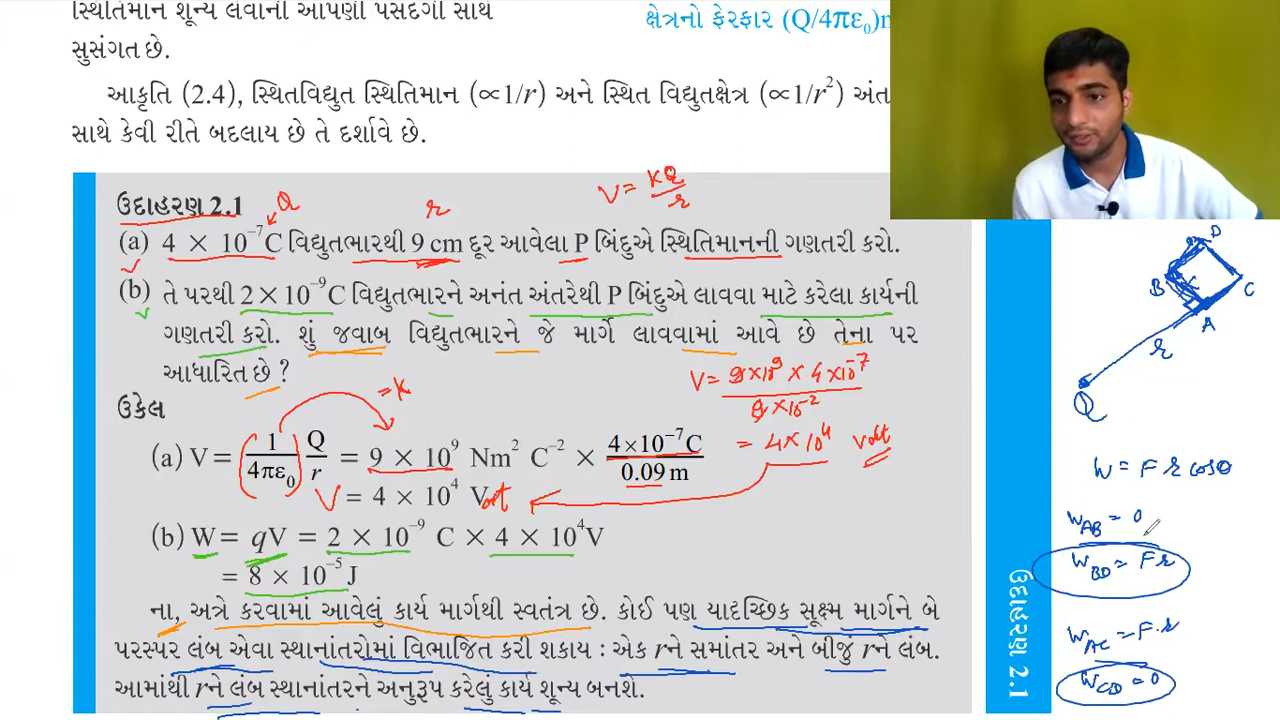 સ્થિતિમાન શૂન્ય લેવાની આપણી પસંદગી સાથે
સુસંગત છે.
ક્ષેત્રનો ફેરફાર (Q/4πε₀)
આકૃતિ (2.4), સ્થિતવિદ્યુત સ્થિતિમાન (∝1/r) અને સ્થિત વિદ્યુતક્ષેત્ર (∝1/r²) અંત
સાથે કેવી રીતે બદલાય છે તે દર્શાવે છે.
ઉદાહરણ 2.1
Q
r
V = KQ/r
(a) 4 × 10⁻⁷C વિદ્યુતભારથી 9 cm દૂર આવેલા P બિંદુએ સ્થિતિમાનની ગણતરી કરો.
(b) તે પરથી 2 × 10⁻⁹C વિદ્યુતભારને અનંત અંતરેથી P બિંદુએ લાવવા માટે કરેલા કાર્યની
ગણતરી કરો. શું જવાબ વિદ્યુતભારને જે માર્ગે લાવવામાં આવે છે તેના પર
આધારિત છે ?
= K
V = 9×10⁹ × 4×10⁻⁷ / 9×10⁻²
= 4×10⁴ Volt
ઉકેલ
(a) V = (1/4πε₀) Q/r = 9 × 10⁹ Nm² C⁻² × 4×10⁻⁷C / 0.09 m
V = 4 × 10⁴ Volt
(b) W = qV = 2 × 10⁻⁹ C × 4 × 10⁴V
= 8 × 10⁻⁵ J
ના, અત્રે કરવામાં આવેલું કાર્ય માર્ગથી સ્વતંત્ર છે. કોઈ પણ યાદચ્છિક સૂક્ષ્મ માર્ગને બે
પરસ્પર લંબ એવા સ્થાનાંતરોમાં વિભાજિત કરી શકાય : એક rને સમાંતર અને બીજું rને લંબ.
આમાંથી rને લંબ સ્થાનાંતરને અનુરૂપ કરેલું કાર્ય શૂન્ય બનશે.
ઉદાહરણ 2.1
D
B
C
A
r
Q
W = F r cosθ
W_AB = 0
W_BD = F r
W_AC = F·r
W_CD = 0